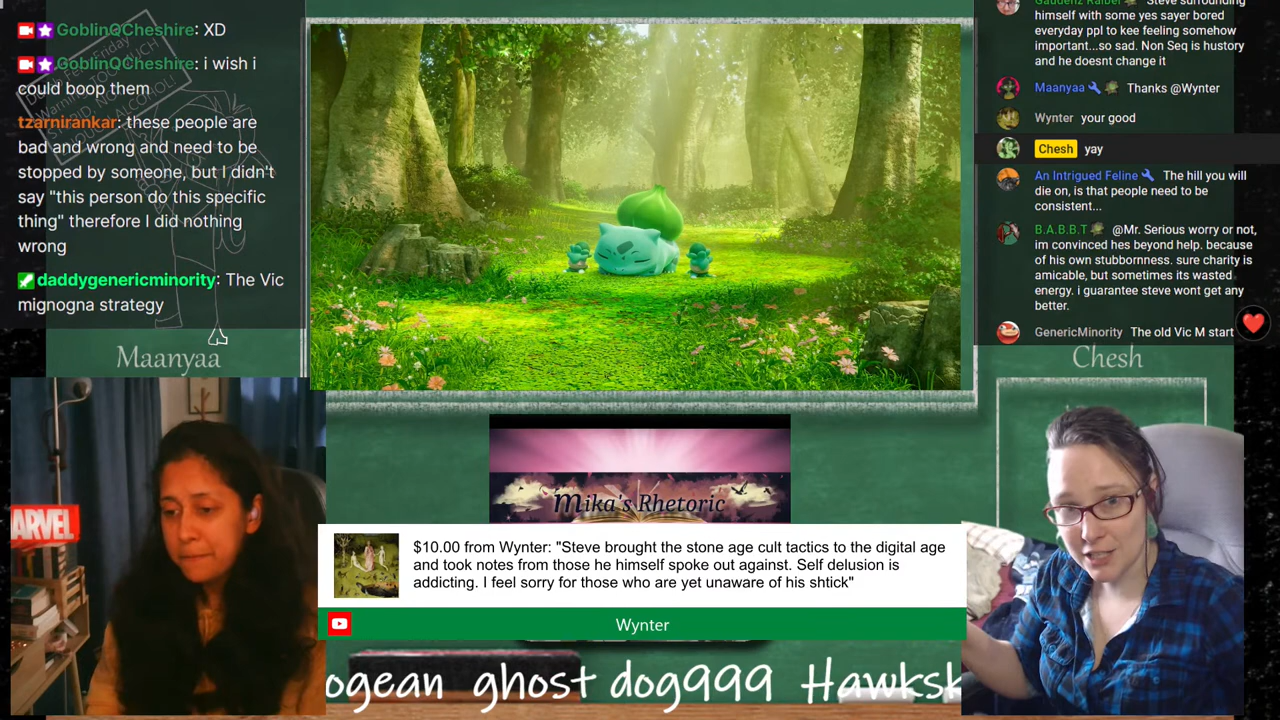 GoblinQCheshire: XD
GoblinQCheshire: i wish i
could boop them
tzarnirankar: these people are
bad and wrong and need to be
stopped by someone, but I didn't
say "this person do this specific
thing" therefore I did nothing
wrong
daddygenericminority: The Vic
mignogna strategy
Maanyaa
MARVEL
Mika's Rhetoric
$10.00 from Wynter: "Steve brought the stone age cult tactics to the digital age
and took notes from those he himself spoke out against. Self delusion is
addicting. I feel sorry for those who are yet unaware of his shtick"
Wynter
ogean ghost dog999 Hawksk
Steve surrounding
himself with some yes sayer bored
everyday ppl to kee feeling somehow
important...so sad. Non Seq is hustory
and he doesnt change it
Maanyaa Thanks @Wynter
Wynter your good
Chesh yay
An Intrigued Feline The hill you will
die on, is that people need to be
consistent...
B.A.B.B.T @Mr. Serious worry or not,
im convinced hes beyond help. because
of his own stubbornness. sure charity is
amicable, but sometimes its wasted
energy. i guarantee steve wont get any
better.
GenericMinority The old Vic M start
Chesh